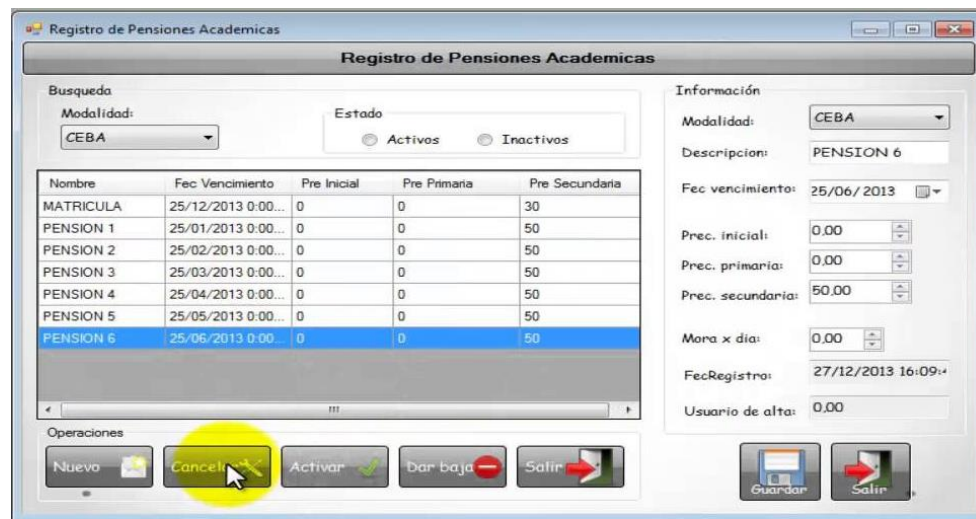 Registro de Pensiones Academicas
Registro de Pensiones Academicas
Busqueda
Modalidad:
CEBA
Estado
Activos Inactivos
Nombre Fec Vencimiento Pre Inicial Pre Primaria Pre Secundaria
MATRICULA 25/12/2013 0:00... 0 0 30
PENSION 1 25/01/2013 0:00... 0 0 50
PENSION 2 25/02/2013 0:00... 0 0 50
PENSION 3 25/03/2013 0:00... 0 0 50
PENSION 4 25/04/2013 0:00... 0 0 50
PENSION 5 25/05/2013 0:00... 0 0 50
PENSION 6 25/06/2013 0:00... 0 0 50
Operaciones
Nuevo Cancelar Activar Dar baja Salir
Información
Modalidad: CEBA
Descripcion: PENSION 6
Fec vencimiento: 25/06/2013
Prec. inicial: 0,00
Prec. primaria: 0,00
Prec. secundaria: 50,00
Mora x dia: 0,00
FecRegistro: 27/12/2013 16:09:4
Usuario de alta: 0,00
Guardar Salir